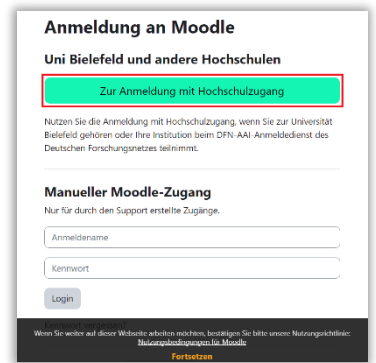 Anmeldung an Moodle
Uni Bielefeld und andere Hochschulen
Zur Anmeldung mit Hochschulzugang
Nutzen Sie die Anmeldung mit Hochschulzugang, wenn Sie zur Universität
Bielefeld gehören oder Ihre Institution beim DFN-AAI-Anmeldedienst des
Deutschen Forschungsnetzes teilnimmt.
Manueller Moodle-Zugang
Nur für durch den Support erstellte Zugänge.
Anmeldename
Kennwort
Login
Kennwort vergessen?
Wenn Sie weiter auf dieser Webseite arbeiten möchten, bestätigen Sie bitte unsere Nutzungsrichtlinie:
Nutzungsbedingungen für Moodle
Fortsetzen